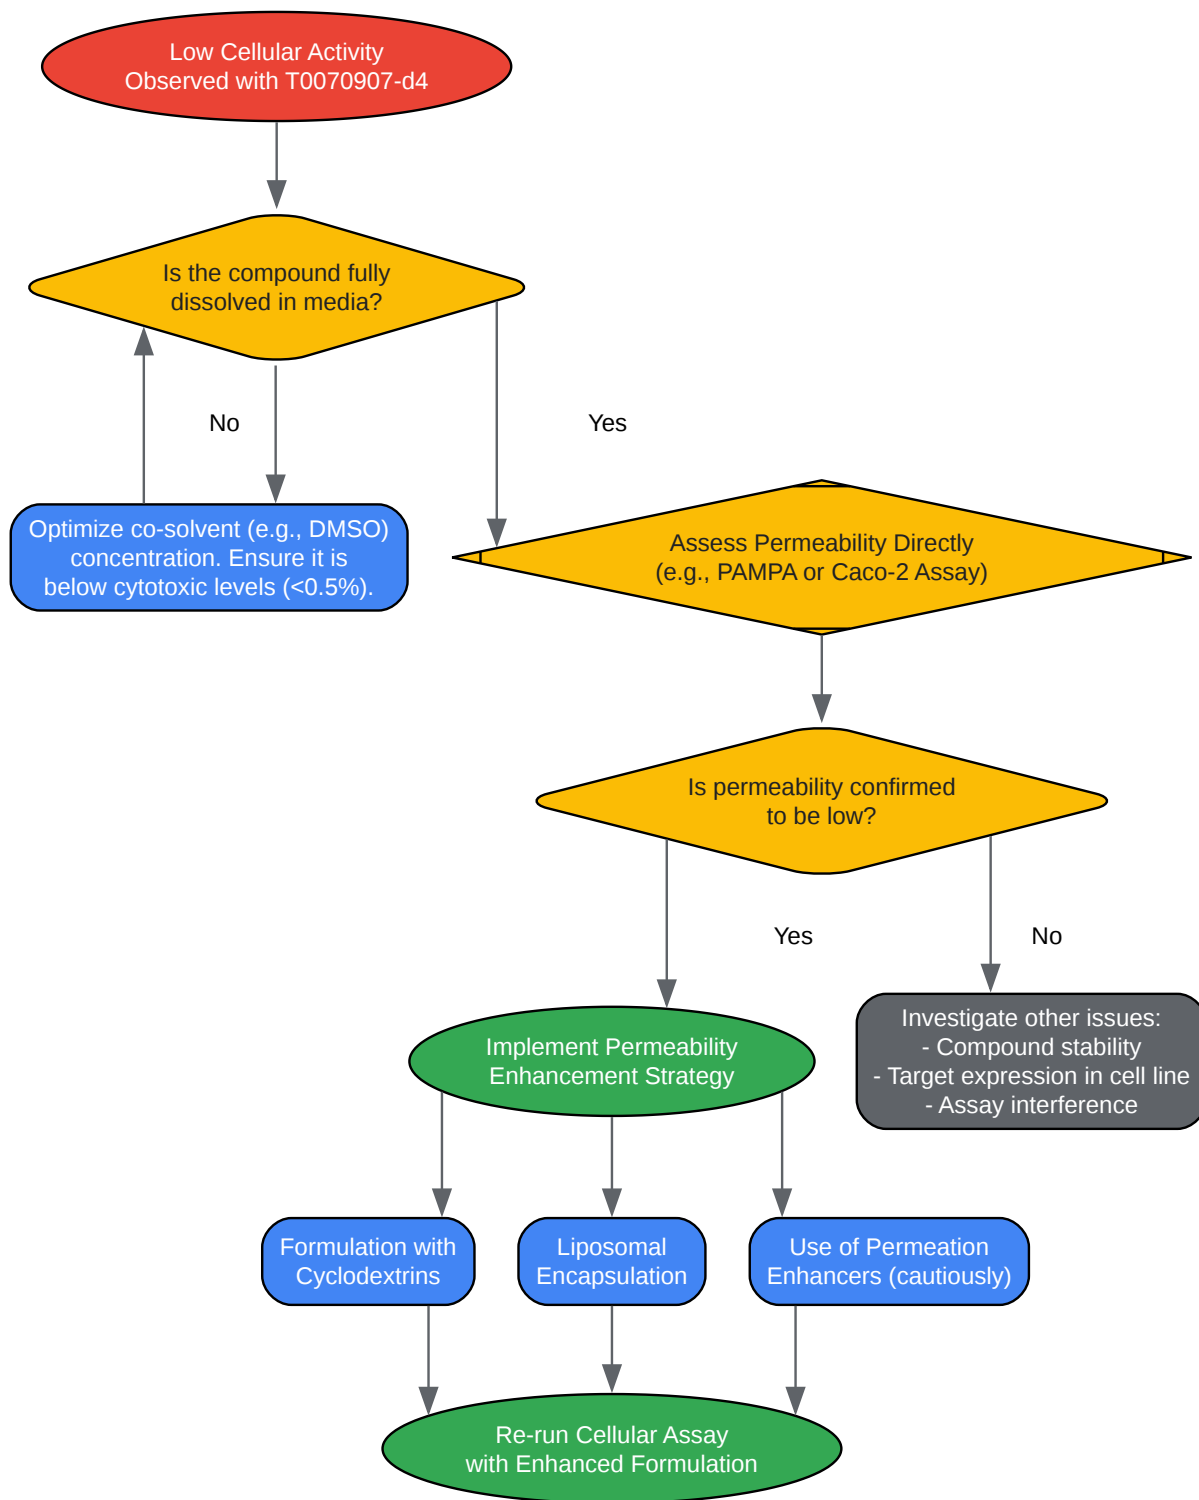 Low Cellular Activity
Observed with T0070907-d4
Is the compound fully
dissolved in media?
No
Yes
Optimize co-solvent (e.g., DMSO)
concentration. Ensure it is
below cytotoxic levels (<0.5%).
Assess Permeability Directly
(e.g., PAMPA or Caco-2 Assay)
Is permeability confirmed
to be low?
Yes
No
Implement Permeability
Enhancement Strategy
Investigate other issues:
- Compound stability
- Target expression in cell line
- Assay interference
Formulation with
Cyclodextrins
Liposomal
Encapsulation
Use of Permeation
Enhancers (cautiously)
Re-run Cellular Assay
with Enhanced Formulation